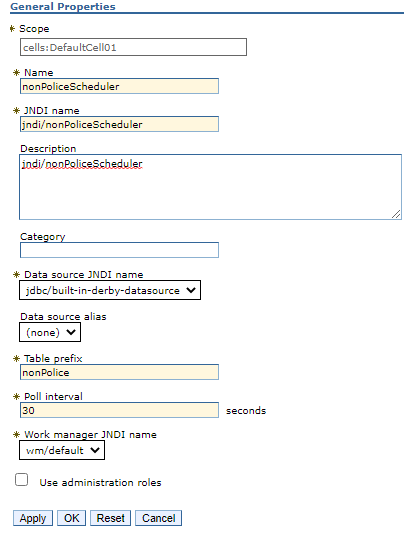 General Properties
* Scope
cells:DefaultCell01
* Name
nonPoliceScheduler
* JNDI name
jndi/nonPoliceScheduler
Description
jndi/nonPoliceScheduler
Category
* Data source JNDI name
jdbc/built-in-derby-datasource
Data source alias
(none)
* Table prefix
nonPolice
* Poll interval
30 seconds
* Work manager JNDI name
wm/default
Use administration roles
Apply OK Reset Cancel